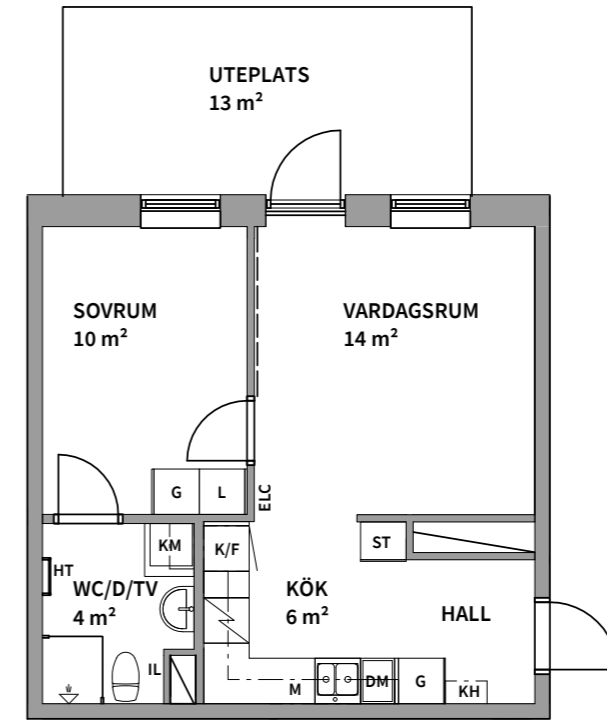 UTEPLATS
13 m²
SOVRUM
10 m²
VARDAGSRUM
14 m²
G
L
ELC
KM
K/F
ST
HT
WC/D/TV
4 m²
KÖK
6 m²
HALL
IL
M
DM
G
KH